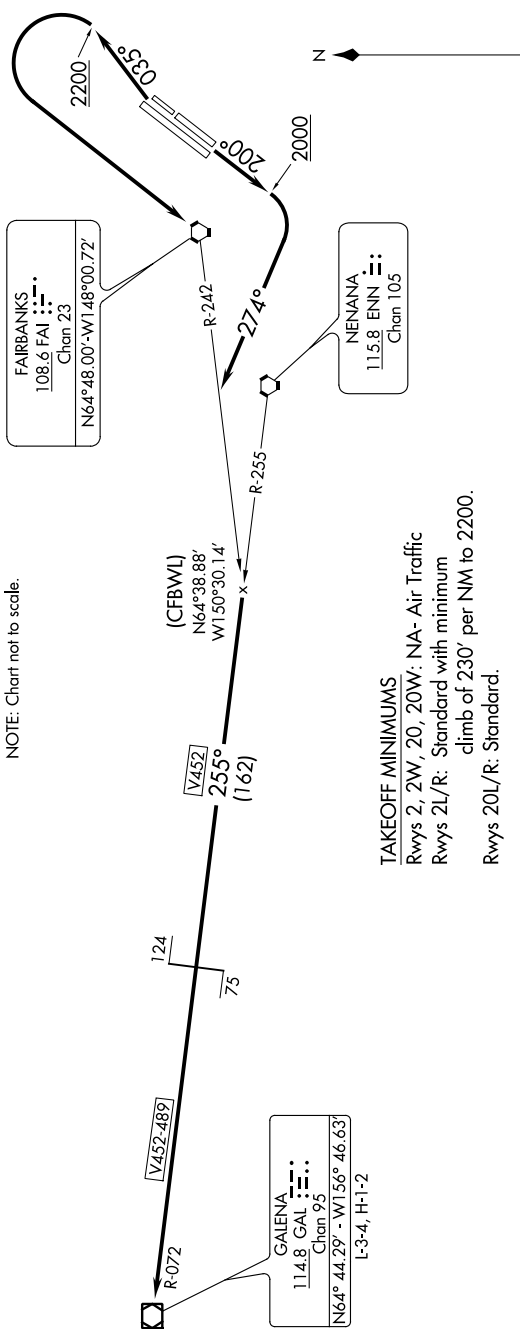 NOTE: Chart not to scale.
FAIRBANKS
108.6 FAI
Chan 23
N64°48.00'-W148°00.72'
2200
035°
N
200°
2000
R-242
274°
NENANA
115.8 ENN
Chan 105
R-255
(CFBWL)
N64°38.88'
W150°30.14'
x
V452
255°
(162)
124
75
V452-489
R-072
GALENA
114.8 GAL
Chan 95
N64° 44.29' - W156° 46.63'
L-3-4, H-1-2
TAKEOFF MINIMUMS
Rwys 2, 2W, 20, 20W: NA- Air Traffic
Rwys 2L/R: Standard with minimum
climb of 230' per NM to 2200.
Rwys 20L/R: Standard.